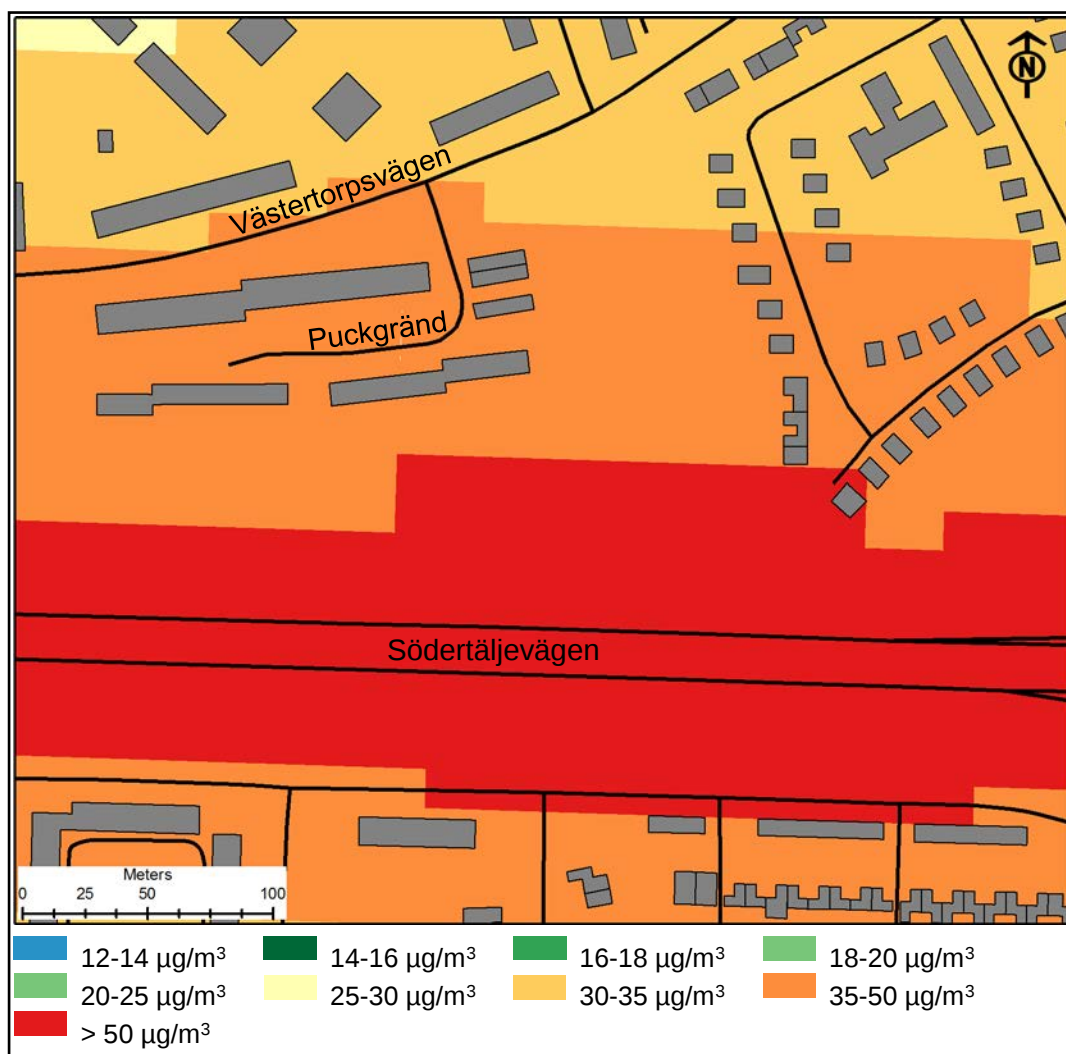 N
Västertorpsvägen
Puckgränd
Södertäljevägen
Meters
0 25 50 100
12-14 µg/m³ 14-16 µg/m³ 16-18 µg/m³ 18-20 µg/m³
20-25 µg/m³ 25-30 µg/m³ 30-35 µg/m³ 35-50 µg/m³
> 50 µg/m³